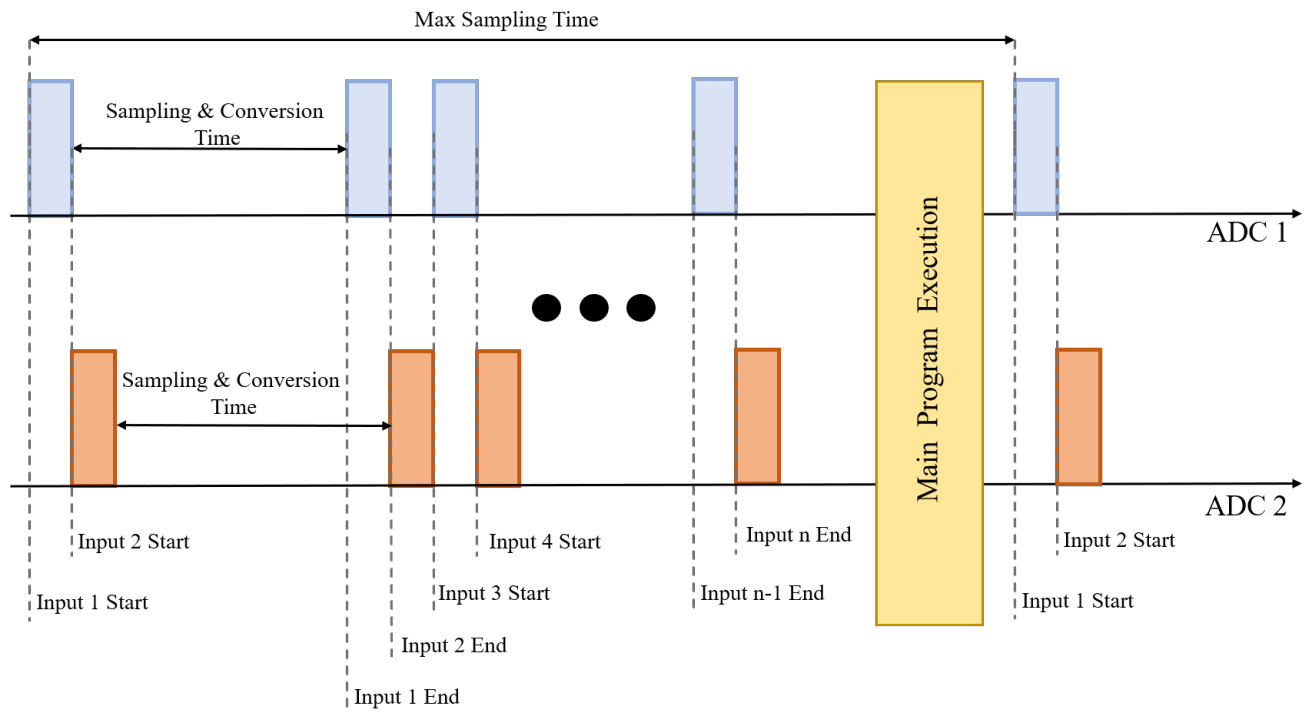 Max Sampling Time
Sampling & Conversion
Time
ADC 1
Main Program Execution
Sampling & Conversion
Time
ADC 2
Input 2 Start
Input 4 Start
Input n End
Input 2 Start
Input 1 Start
Input 3 Start
Input n-1 End
Input 1 Start
Input 2 End
Input 1 End